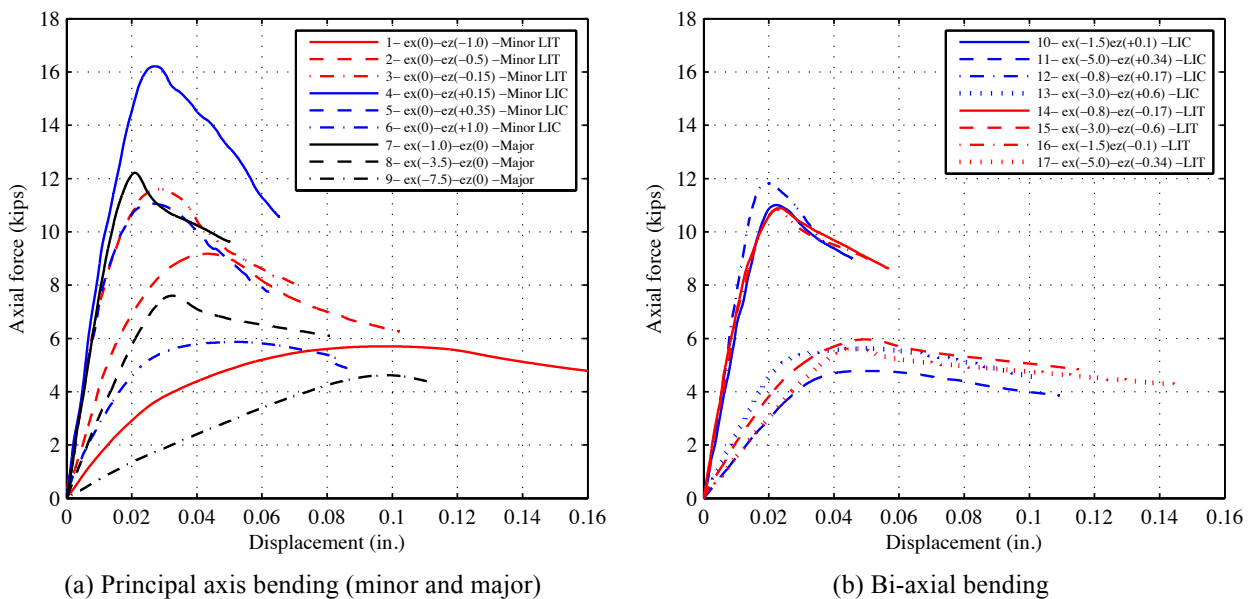 18
16
14
12
10
8
6
4
2
0
Axial force (kips)
1– ex(0)–ez(−1.0) –Minor LIT
2– ex(0)–ez(−0.5) –Minor LIT
3– ex(0)–ez(−0.15) –Minor LIT
4– ex(0)–ez(+0.15) –Minor LIC
5– ex(0)–ez(+0.35) –Minor LIC
6– ex(0)–ez(+1.0) –Minor LIC
7– ex(−1.0)–ez(0) –Major
8– ex(−3.5)–ez(0) –Major
9– ex(−7.5)–ez(0) –Major
0 0.02 0.04 0.06 0.08 0.1 0.12 0.14 0.16
Displacement (in.)
(a) Principal axis bending (minor and major)
18
16
14
12
10
8
6
4
2
0
Axial force (kips)
10– ex(−1.5)ez(+0.1) –LIC
11– ex(−5.0)–ez(+0.34) –LIC
12– ex(−0.8)–ez(+0.17) –LIC
13– ex(−3.0)–ez(+0.6) –LIC
14– ex(−0.8)–ez(−0.17) –LIT
15– ex(−3.0)–ez(−0.6) –LIT
16– ex(−1.5)ez(−0.1) –LIT
17– ex(−5.0)–ez(−0.34) –LIT
0 0.02 0.04 0.06 0.08 0.1 0.12 0.14 0.16
Displacement (in.)
(b) Bi-axial bending